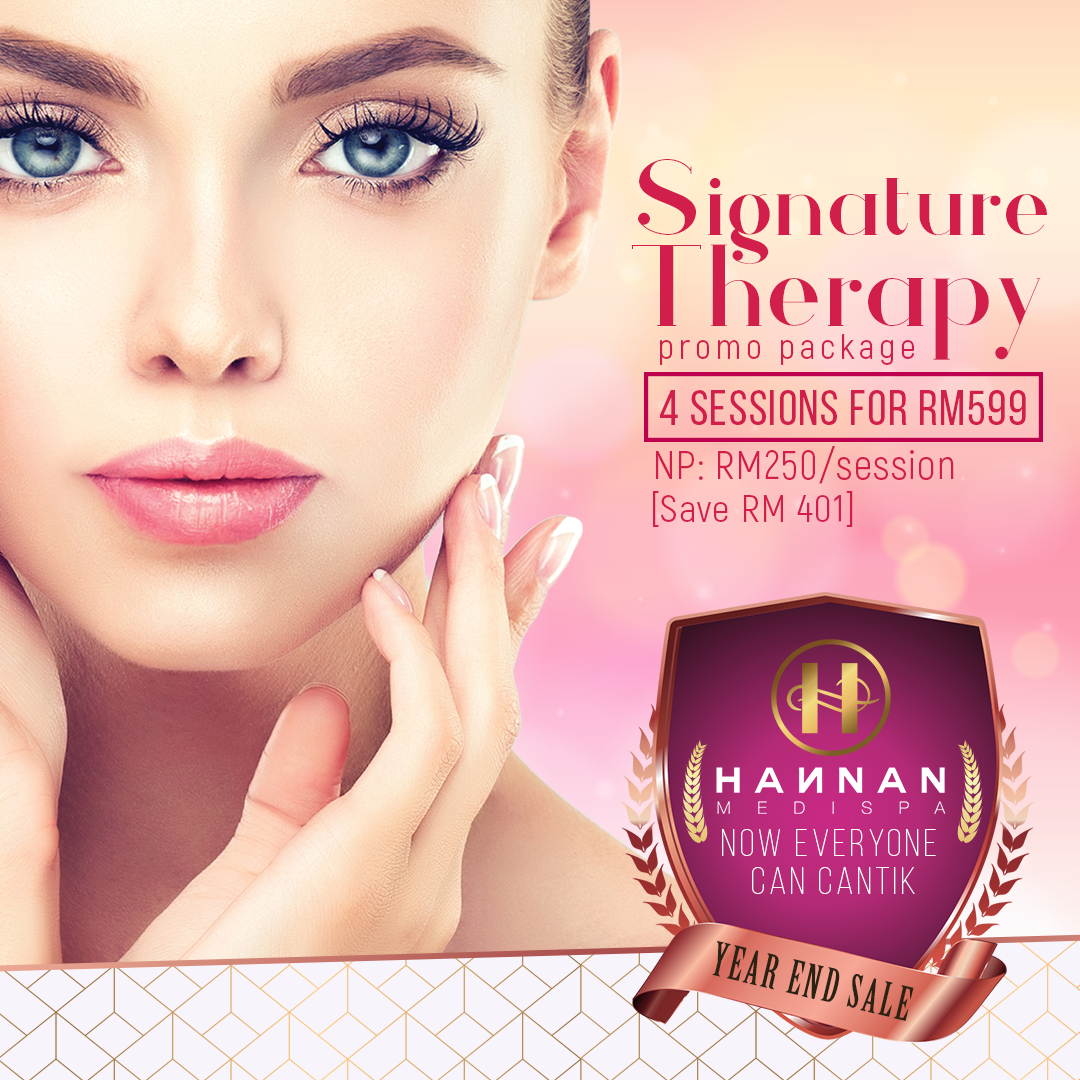 Signature
Therapy
promo package
4 SESSIONS FOR RM599
NP: RM250/session
[Save RM 401]
H
HANNAN
MEDISPA
NOW EVERYONE
CAN CANTIK
YEAR END SALE